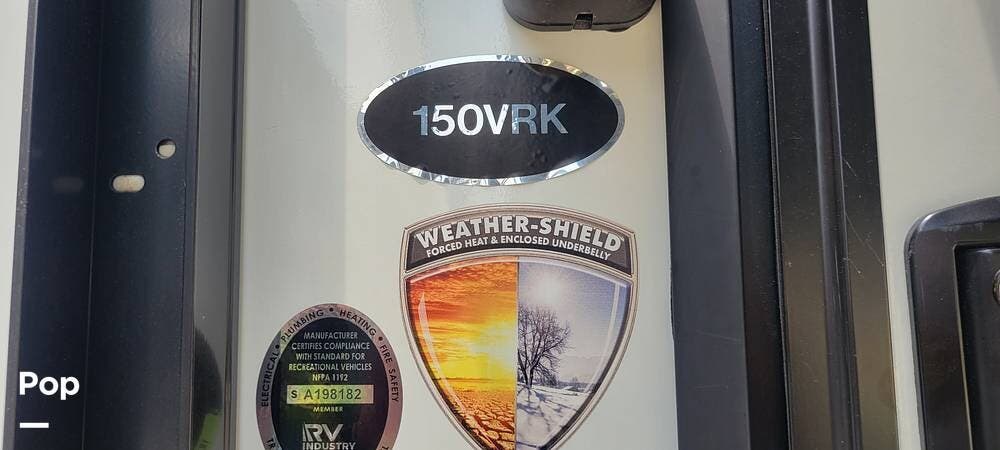 150VRK
WEATHER-SHIELD
FORCED HEAT & ENCLOSED UNDERBELLY
ELECTRICAL • PLUMBING • HEATING • FIRE SAFETY
MANUFACTURER
CERTIFIES COMPLIANCE
WITH STANDARD FOR
RECREATIONAL VEHICLES
NFPA 1192
S A198182
MEMBER
RV
INDUSTRY
Pop